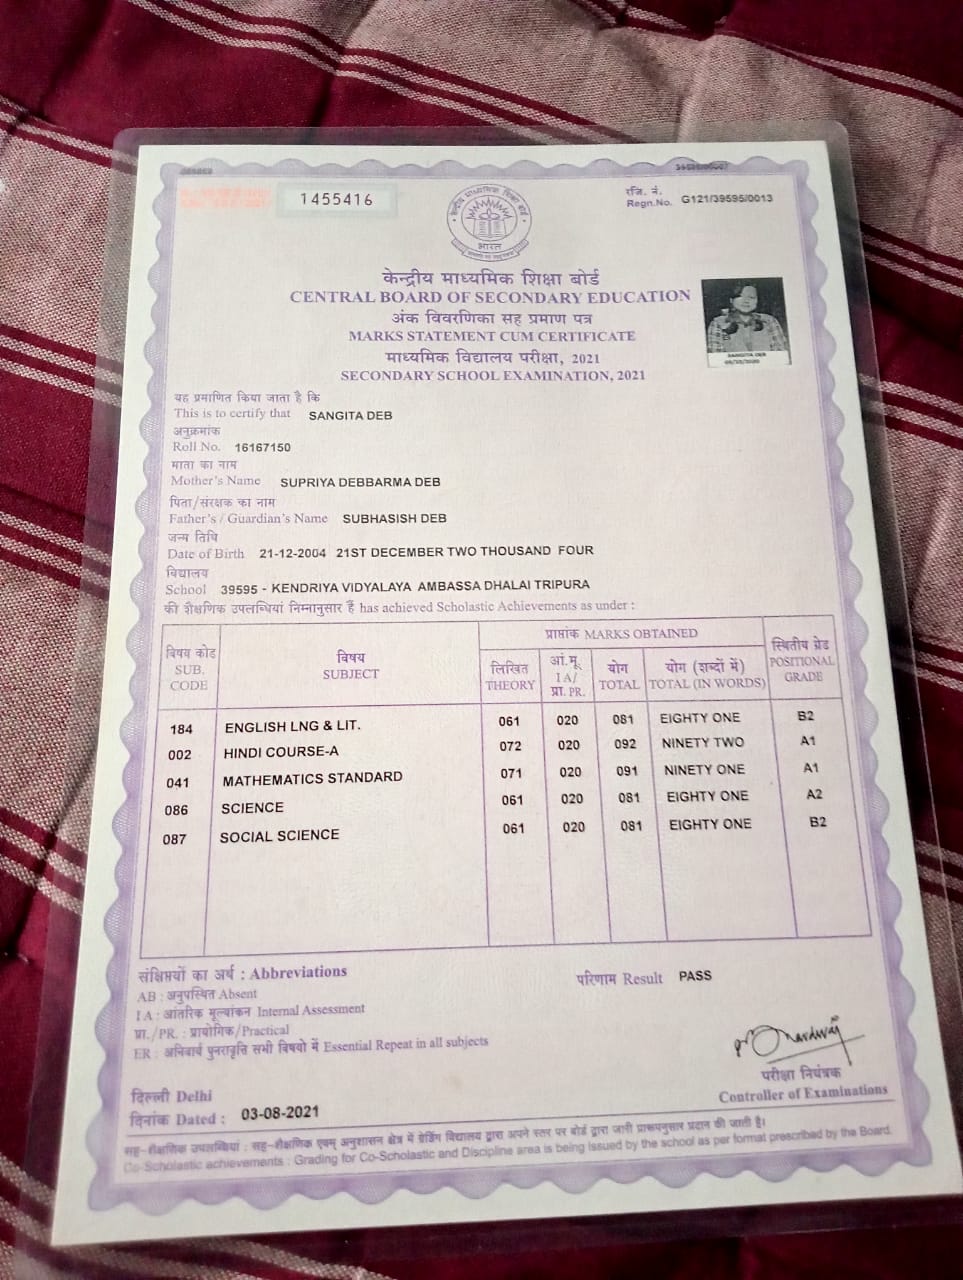 1455416
रजि. नं.
Regn.No. G121/39595/0013
भारत
केन्द्रीय माध्यमिक शिक्षा बोर्ड
CENTRAL BOARD OF SECONDARY EDUCATION
अंक विवरणिका सह प्रमाण पत्र
MARKS STATEMENT CUM CERTIFICATE
माध्यमिक विद्यालय परीक्षा, 2021
SECONDARY SCHOOL EXAMINATION, 2021
SANGITA DEB
यह प्रमाणित किया जाता है कि
This is to certify that SANGITA DEB
अनुक्रमांक
Roll No. 16167150
माता का नाम
Mother's Name SUPRIYA DEBBARMA DEB
पिता/संरक्षक का नाम
Father's / Guardian's Name SUBHASISH DEB
जन्म तिथि
Date of Birth 21-12-2004 21ST DECEMBER TWO THOUSAND FOUR
विद्यालय
School 39595 - KENDRIYA VIDYALAYA AMBASSA DHALAI TRIPURA
की शैक्षणिक उपलब्धियां निम्नानुसार हैं has achieved Scholastic Achievements as under :
विषय कोड SUB. CODE
विषय SUBJECT
प्राप्तांक MARKS OBTAINED
लिखित THEORY
आं.मू. I A/ प्रा. PR.
योग TOTAL
योग (शब्दों में) TOTAL (IN WORDS)
स्थितीय ग्रेड POSITIONAL GRADE
184 ENGLISH LNG & LIT. 061 020 081 EIGHTY ONE B2
002 HINDI COURSE-A 072 020 092 NINETY TWO A1
041 MATHEMATICS STANDARD 071 020 091 NINETY ONE A1
086 SCIENCE 061 020 081 EIGHTY ONE A2
087 SOCIAL SCIENCE 061 020 081 EIGHTY ONE B2
संक्षिप्तियों का अर्थ : Abbreviations
परिणाम Result PASS
AB : अनुपस्थित Absent
I A : आंतरिक मूल्यांकन Internal Assessment
प्रा./PR. : प्रायोगिक/Practical
ER : अनिवार्य पुनरावृत्ति सभी विषयो में Essential Repeat in all subjects
परीक्षा नियंत्रक
Controller of Examinations
दिल्ली Delhi
दिनांक Dated : 03-08-2021
सह-शैक्षणिक उपलब्धियां : सह-शैक्षणिक एवम् अनुशासन क्षेत्र में ग्रेडिंग विद्यालय द्वारा अपने स्तर पर बोर्ड द्वारा जारी प्रारूपनुसार प्रदान की जाती है।
Co-Scholastic achievements : Grading for Co-Scholastic and Discipline area is being issued by the school as per format prescribed by the Board.